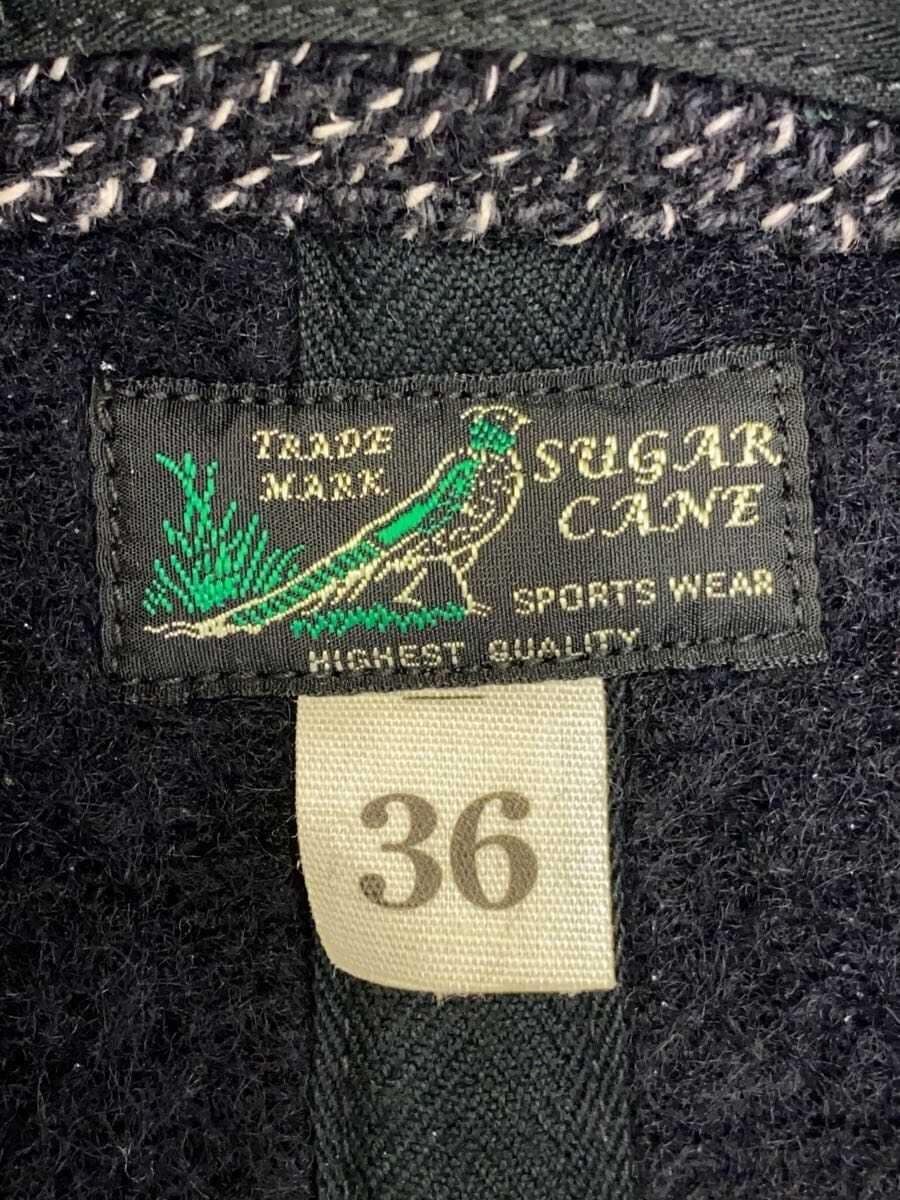 TRADE
MARK
SUGAR
CANE
SPORTS WEAR
HIGHEST QUALITY
36